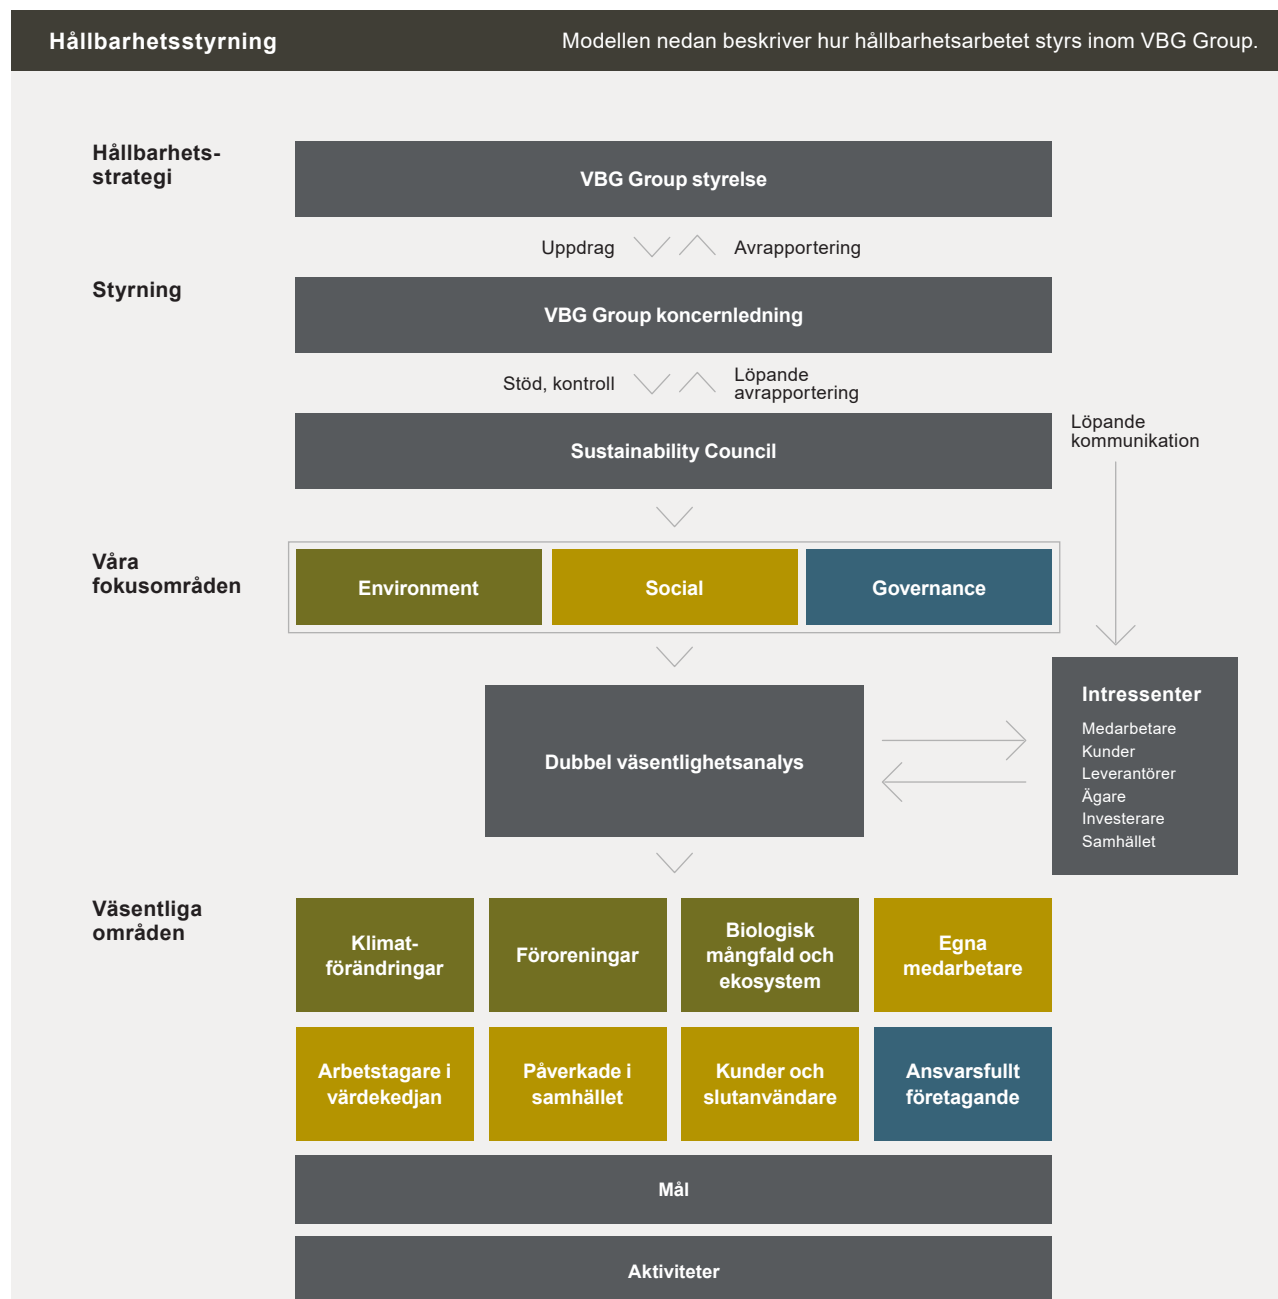 Hållbarhetsstyrning
Modellen nedan beskriver hur hållbarhetsarbetet styrs inom VBG Group.
Hållbarhets-
strategi
VBG Group styrelse
Uppdrag
Avrapportering
Styrning
VBG Group koncernledning
Stöd, kontroll
Löpande
avrapportering
Sustainability Council
Löpande
kommunikation
Våra
fokusområden
Environment
Social
Governance
Dubbel väsentlighetsanalys
Intressenter
Medarbetare
Kunder
Leverantörer
Ägare
Investerare
Samhället
Väsentliga
områden
Klimat-
förändringar
Föroreningar
Biologisk
mångfald och
ekosystem
Egna
medarbetare
Arbetstagare i
värdekedjan
Påverkade i
samhället
Kunder och
slutanvändare
Ansvarsfullt
företagande
Mål
Aktiviteter